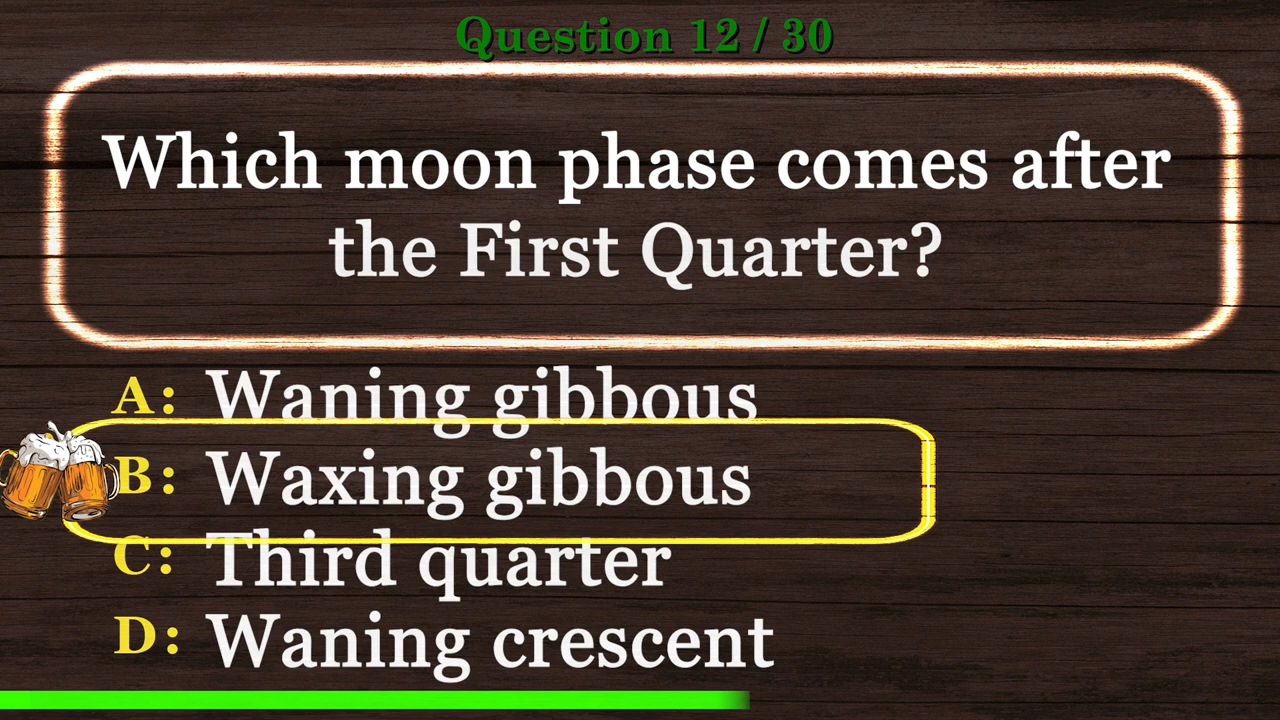 Question 12 / 30
Which moon phase comes after
the First Quarter?
A: Waning gibbous
B: Waxing gibbous
C: Third quarter
D: Waning crescent